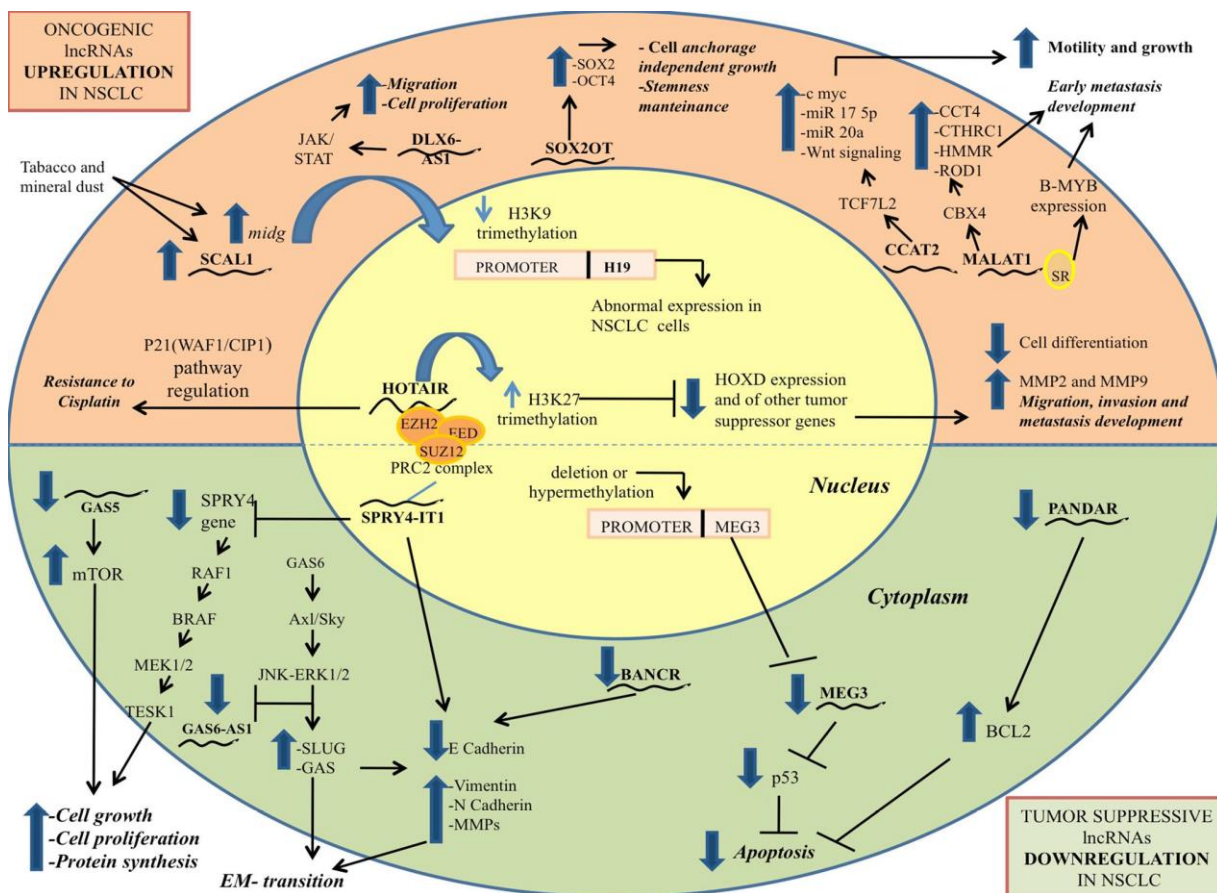 ONCOGENIC
lncRNAs
UPREGULATION
IN NSCLC
Tabacco and
mineral dust
midg
SCAL1
JAK/
STAT
DLX6-
AS1
-Migration
-Cell proliferation
-SOX2
-OCT4
SOX2OT
- Cell anchorage
independent growth
-Stemness
manteinance
-c myc
-miR 17 5p
-miR 20a
-Wnt signaling
TCF7L2
CCAT2
-CCT4
-CTHRC1
-HMMR
-ROD1
CBX4
MALAT1
SR
B-MYB
expression
Motility and growth
Early metastasis
development
H3K9
trimethylation
PROMOTER
H19
Abnormal expression in
NSCLC cells
P21(WAF1/CIP1)
pathway
regulation
Resistance to
Cisplatin
HOTAIR
EZH2
EED
SUZ12
PRC2 complex
H3K27
trimethylation
HOXD expression
and of other tumor
suppressor genes
Cell differentiation
MMP2 and MMP9
Migration, invasion and
metastasis development
Nucleus
deletion or
hypermethylation
PROMOTER
MEG3
SPRY4-IT1
GAS5
mTOR
SPRY4
gene
RAF1
BRAF
MEK1/2
TESK1
GAS6
Axl/Sky
JNK-ERK1/2
GAS6-AS1
-SLUG
-GAS
E Cadherin
-Vimentin
-N Cadherin
-MMPs
BANCR
MEG3
p53
Apoptosis
PANDAR
BCL2
Cytoplasm
-Cell growth
-Cell proliferation
-Protein synthesis
EM- transition
TUMOR SUPPRESSIVE
lncRNAs
DOWNREGULATION
IN NSCLC